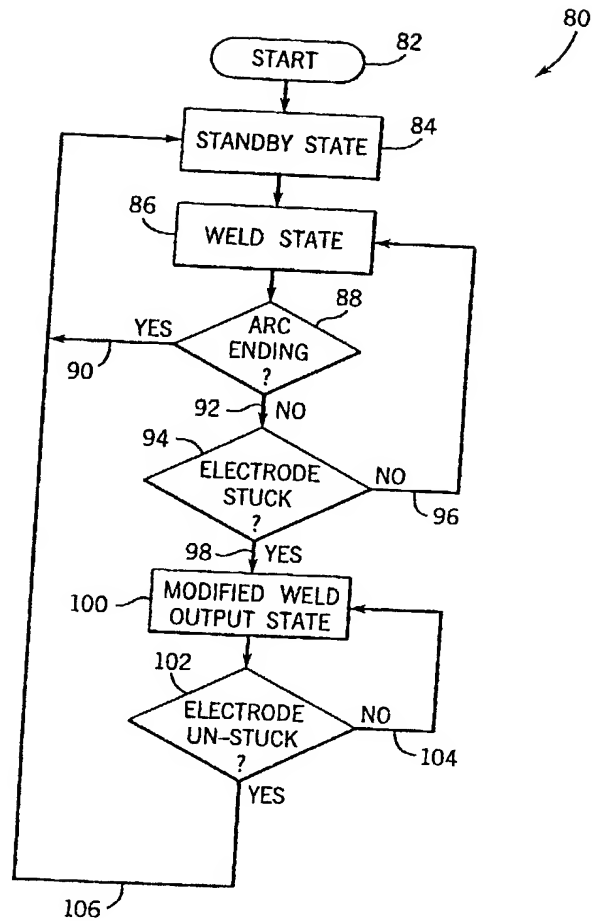 80
START
82
STANDBY STATE
84
86
WELD STATE
88
ARC
ENDING
?
YES
90
92
NO
94
ELECTRODE
STUCK
?
NO
96
98
YES
100
MODIFIED WELD
OUTPUT STATE
102
ELECTRODE
UN-STUCK
?
NO
104
YES
106